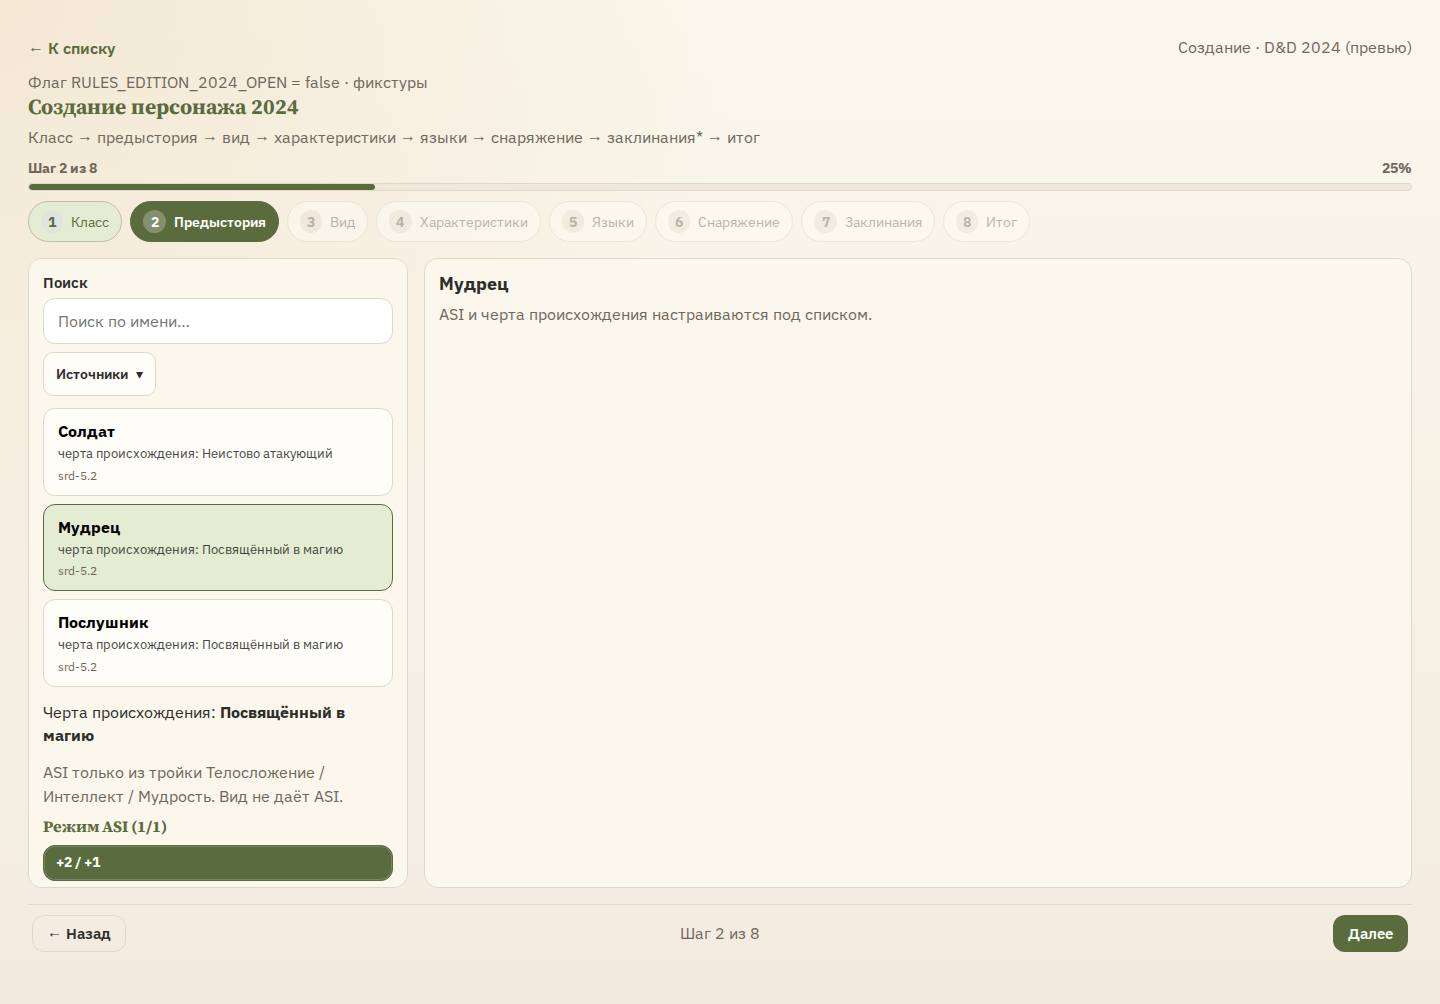 ← К списку
Создание · D&D 2024 (превью)
Флаг RULES_EDITION_2024_OPEN = false · фикстуры
Создание персонажа 2024
Класс → предыстория → вид → характеристики → языки → снаряжение → заклинания* → итог
Шаг 2 из 8
25%
1 Класс
2 Предыстория
3 Вид
4 Характеристики
5 Языки
6 Снаряжение
7 Заклинания
8 Итог
Поиск
Поиск по имени...
Источники ▾
Солдат
черта происхождения: Неистово атакующий
srd-5.2
Мудрец
черта происхождения: Посвящённый в магию
srd-5.2
Послушник
черта происхождения: Посвящённый в магию
srd-5.2
Черта происхождения: Посвящённый в
магию
ASI только из тройки Телосложение /
Интеллект / Мудрость. Вид не даёт ASI.
Режим ASI (1/1)
+2 / +1
Мудрец
ASI и черта происхождения настраиваются под списком.
← Назад
Шаг 2 из 8
Далее